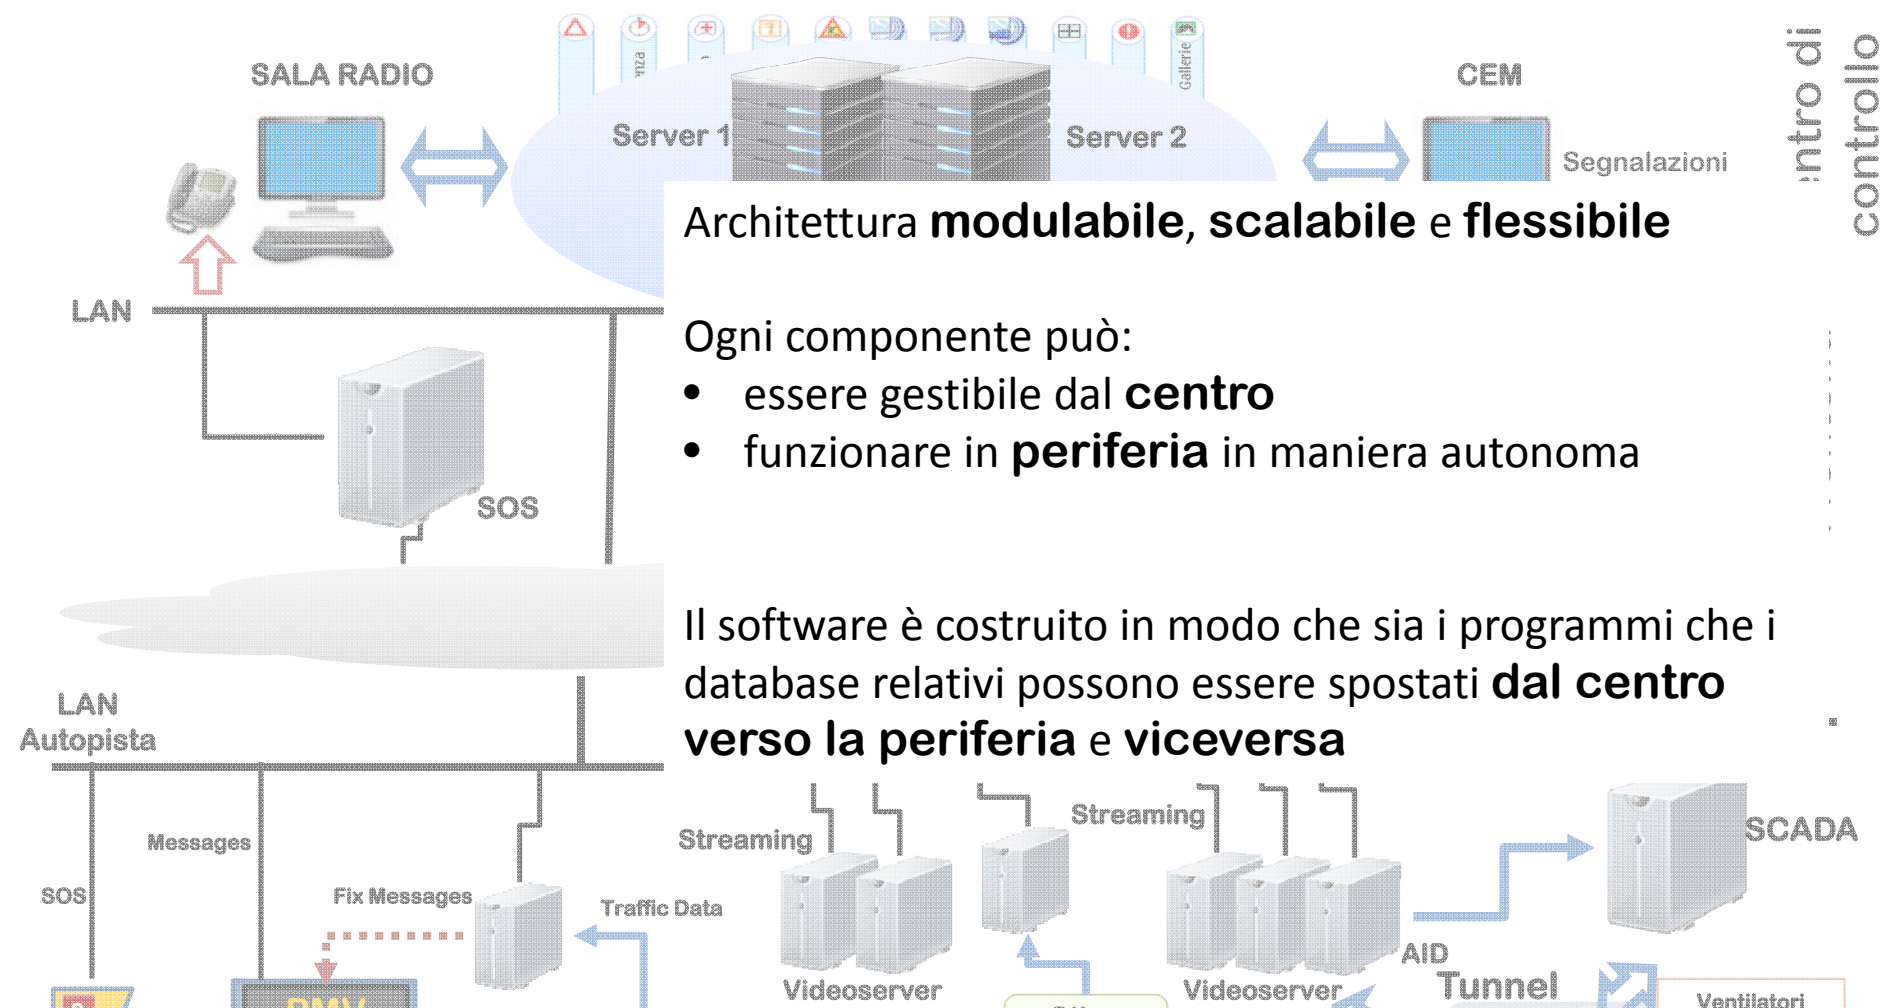 Gallerie
SALA RADIO
CEM
Server 1
Server 2
Segnalazioni
controllo
Architettura modulabile, scalabile e flessibile
LAN
Ogni componente può:
• essere gestibile dal centro
• funzionare in periferia in maniera autonoma
SOS
Il software è costruito in modo che sia i programmi che i
database relativi possono essere spostati dal centro
verso la periferia e viceversa
LAN
Autopista
Streaming
Streaming
SCADA
Messages
SOS
Fix Messages
Traffic Data
AID
Videoserver
Videoserver
Tunnel
Ventilatori
PMV